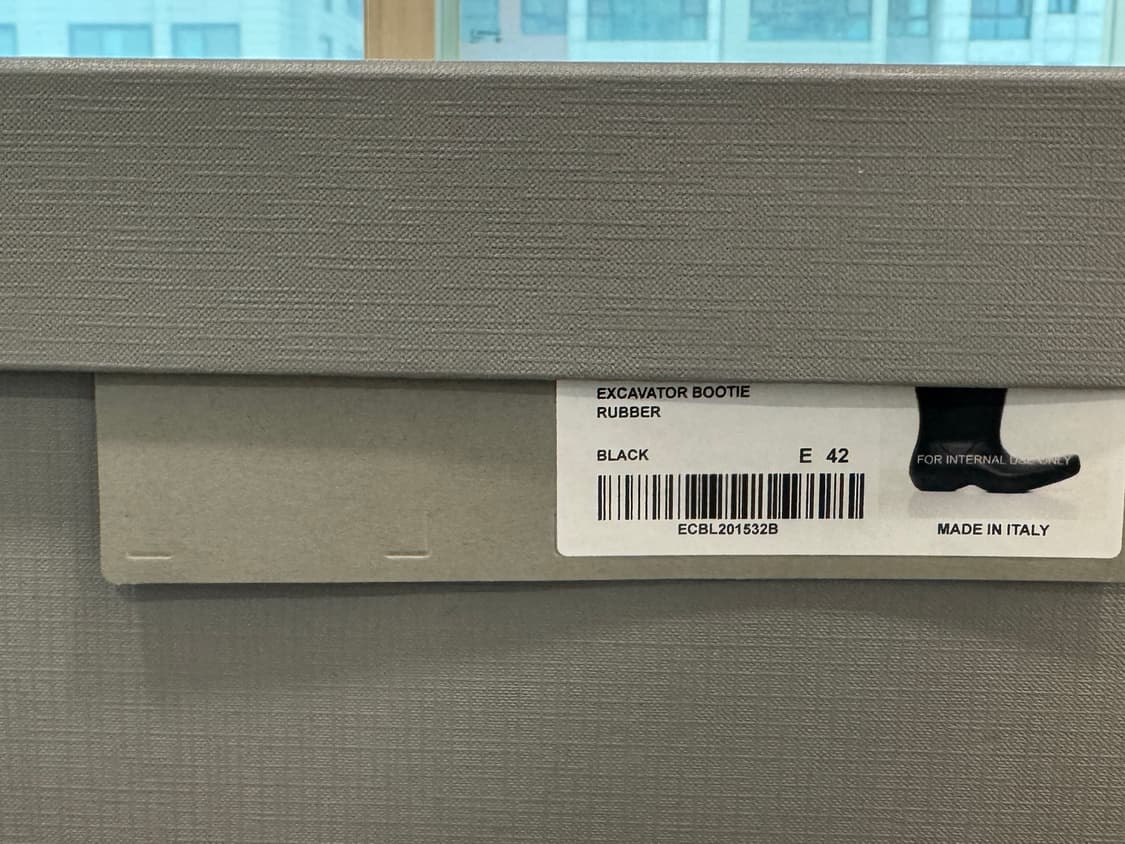 EXCAVATOR BOOTIE
RUBBER
BLACK
E 42
ECBL201532B
FOR INTERNAL USE ONLY
MADE IN ITALY